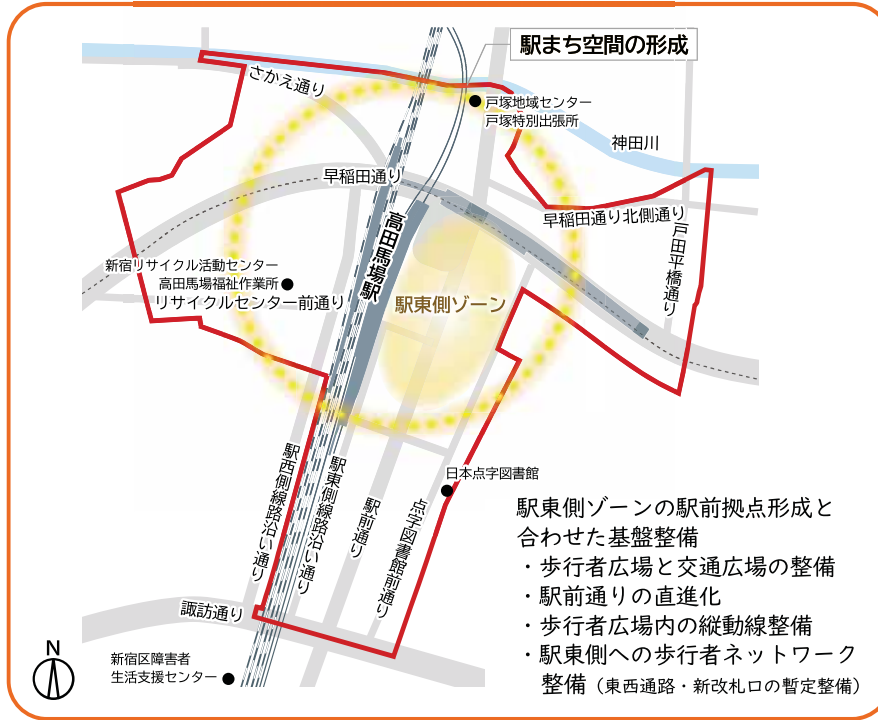 駅まち空間の形成
さかえ通り
戸塚地域センター
戸塚特別出張所
神田川
早稲田通り
早稲田通り北側通り
戸田平橋通り
高田馬場駅
新宿リサイクル活動センター
高田馬場福祉作業所
リサイクルセンター前通り
駅東側ゾーン
日本点字図書館
駅西側線路沿い通り
駅東側線路沿い通り
駅前通り
点字図書館前通り
諏訪通り
新宿区障害者
生活支援センター
N
駅東側ゾーンの駅前拠点形成と
合わせた基盤整備
・歩行者広場と交通広場の整備
・駅前通りの直進化
・歩行者広場内の縦動線整備
・駅東側への歩行者ネットワーク
整備（東西通路・新改札口の暫定整備）